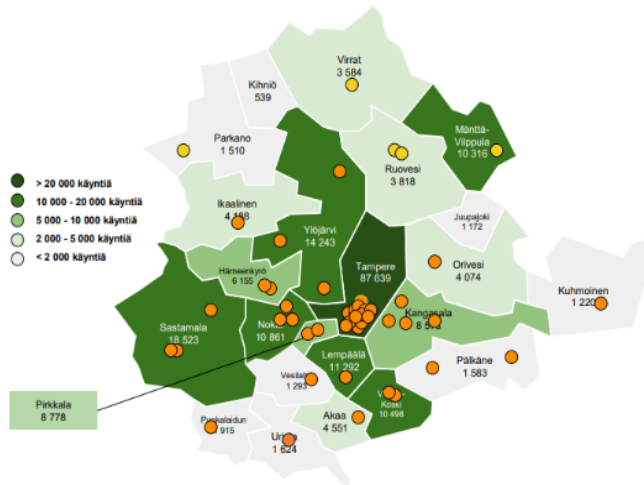 Virrat
3 584
Kihniö
539
Mänttä-
Vilppula
10 316
Parkano
1 510
Ruovesi
3 818
> 20 000 käyntiä
10 000 - 20 000 käyntiä
5 000 - 10 000 käyntiä
2 000 - 5 000 käyntiä
< 2 000 käyntiä
Ikaalinen
Juupajoki
1 172
Ylöjärvi
14 243
Tampere
87 639
Orivesi
4 074
Hämeenkyrö
6 155
Kuhmoinen
1 220
Kangasala
Sastamala
18 523
10 861
Lempäälä
11 292
Pälkäne
1 583
Vesilahti
1 293
Pirkkala
8 778
Koski
10 498
Akaa
4 551
Punkalaidun
915
1 624